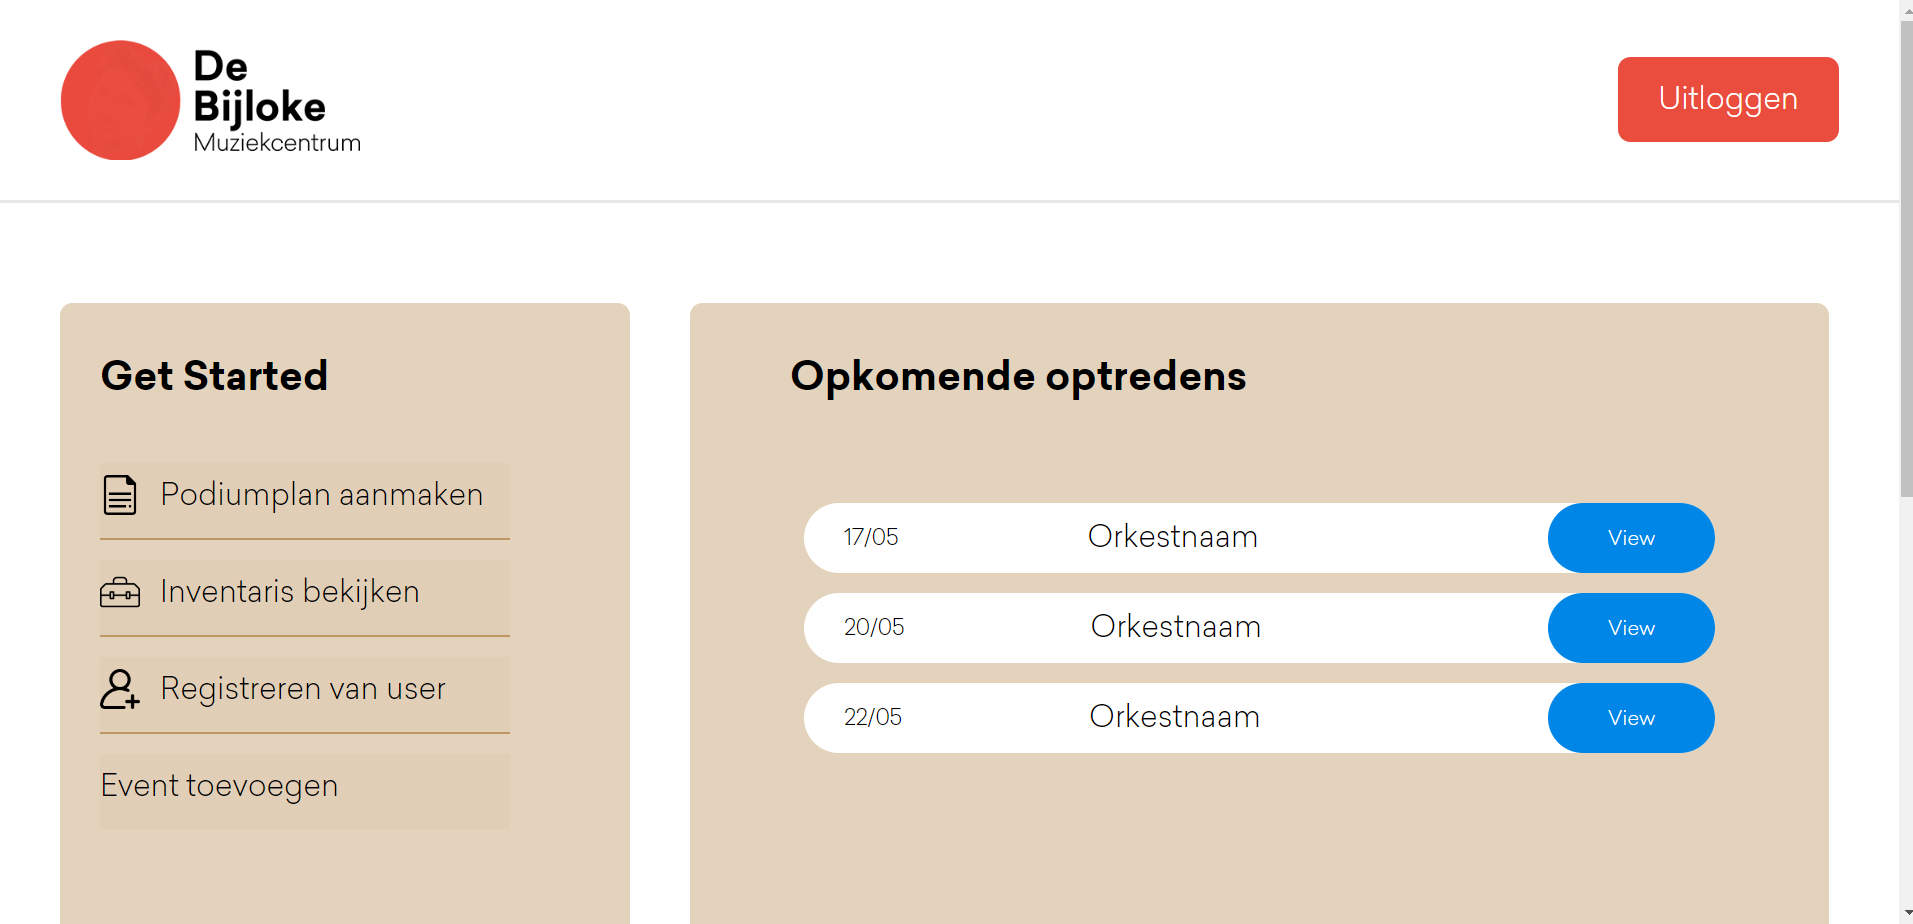 De
Bijloke
Muziekcentrum
Uitloggen
Get Started
Podiumplan aanmaken
Inventaris bekijken
Registreren van user
Event toevoegen
Opkomende optredens
17/05 Orkestnaam View
20/05 Orkestnaam View
22/05 Orkestnaam View